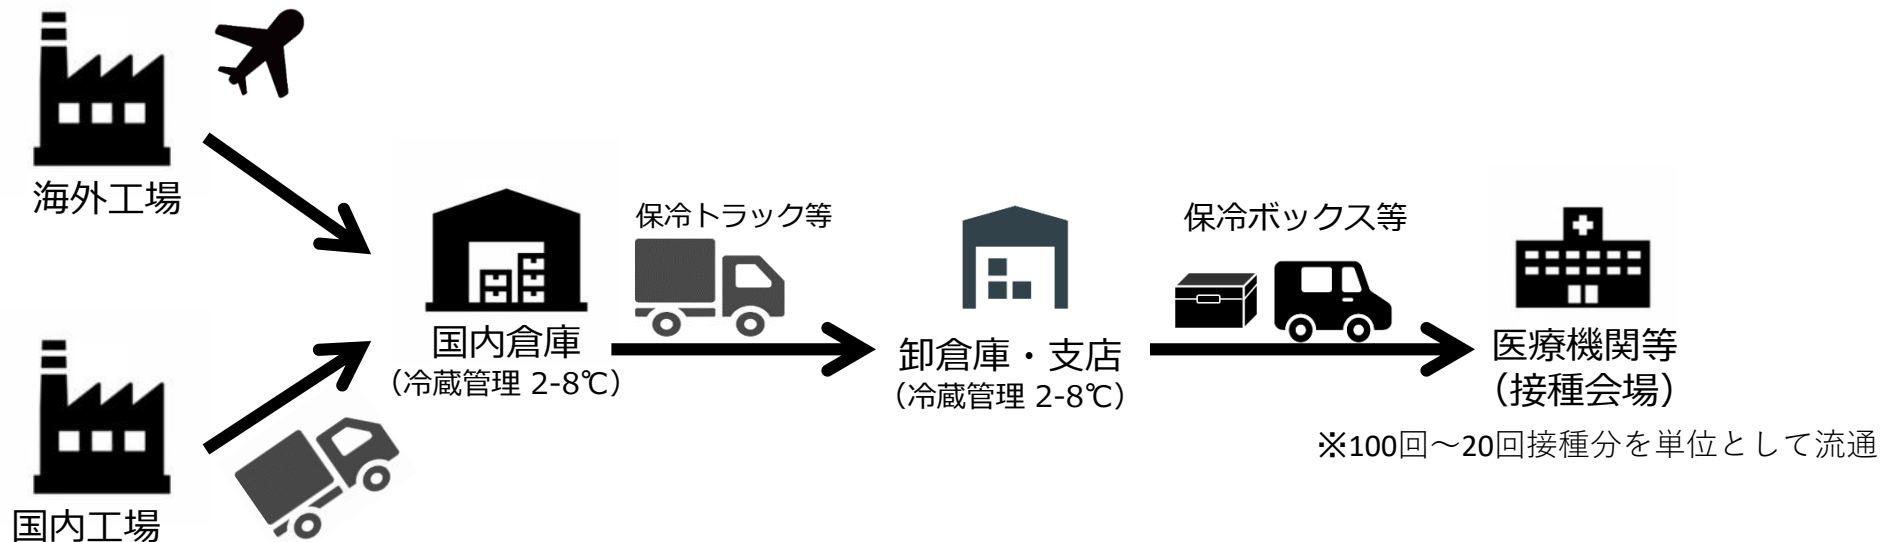 海外工場
国内工場
国内倉庫
（冷蔵管理 2-8℃）
保冷トラック等
卸倉庫・支店
（冷蔵管理 2-8℃）
保冷ボックス等
医療機関等
（接種会場）
※100回～20回接種分を単位として流通